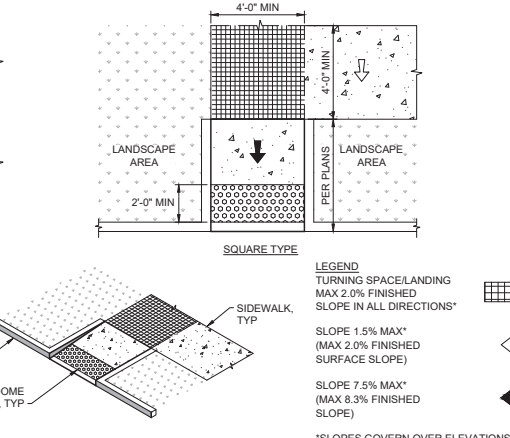 4'-0" MIN
4'-0" MIN
LANDSCAPE
AREA
PER PLANS
LANDSCAPE
AREA
2'-0" MIN
SQUARE TYPE
SIDEWALK,
TYP
DOME
, TYP
LEGEND
TURNING SPACE/LANDING
MAX 2.0% FINISHED
SLOPE IN ALL DIRECTIONS*
SLOPE 1.5% MAX*
(MAX 2.0% FINISHED
SURFACE SLOPE)
SLOPE 7.5% MAX*
(MAX 8.3% FINISHED
SLOPE)
*SLOPES GOVERN OVER ELEVATIONS